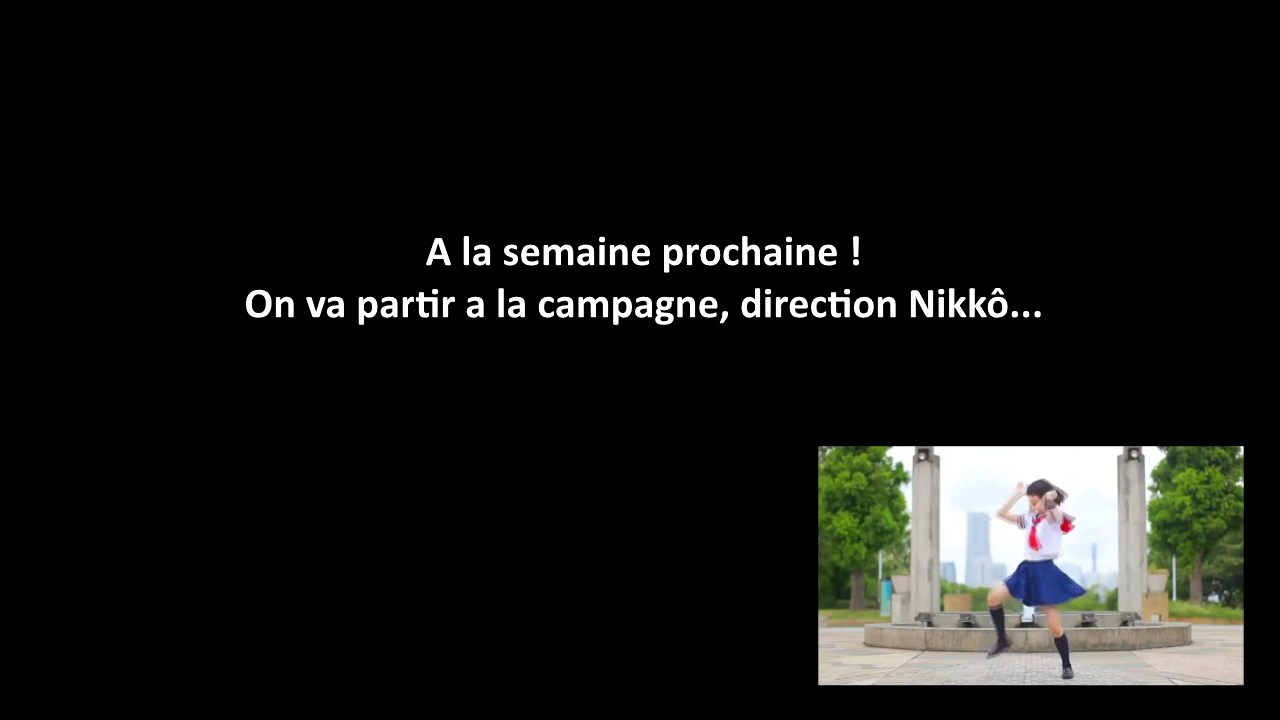 A la semaine prochaine !
On va partir a la campagne, direction Nikkô...